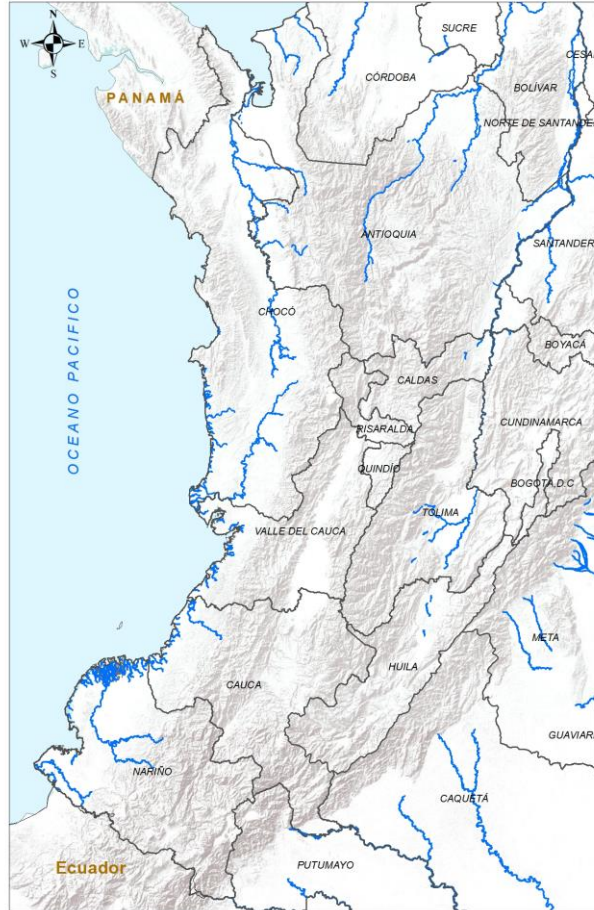 N
W E
S
SUCRE
CESAR
CÓRDOBA
BOLÍVAR
PANAMÁ
NORTE DE SANTANDER
ANTIOQUIA
SANTANDER
OCEANO PACIFICO
CHOCÓ
BOYACÁ
CALDAS
CUNDINAMARCA
RISARALDA
QUINDÍO
BOGOTÁ D.C
TOLIMA
VALLE DEL CAUCA
META
HUILA
CAUCA
GUAVIARE
NARIÑO
CAQUETÁ
Ecuador
PUTUMAYO